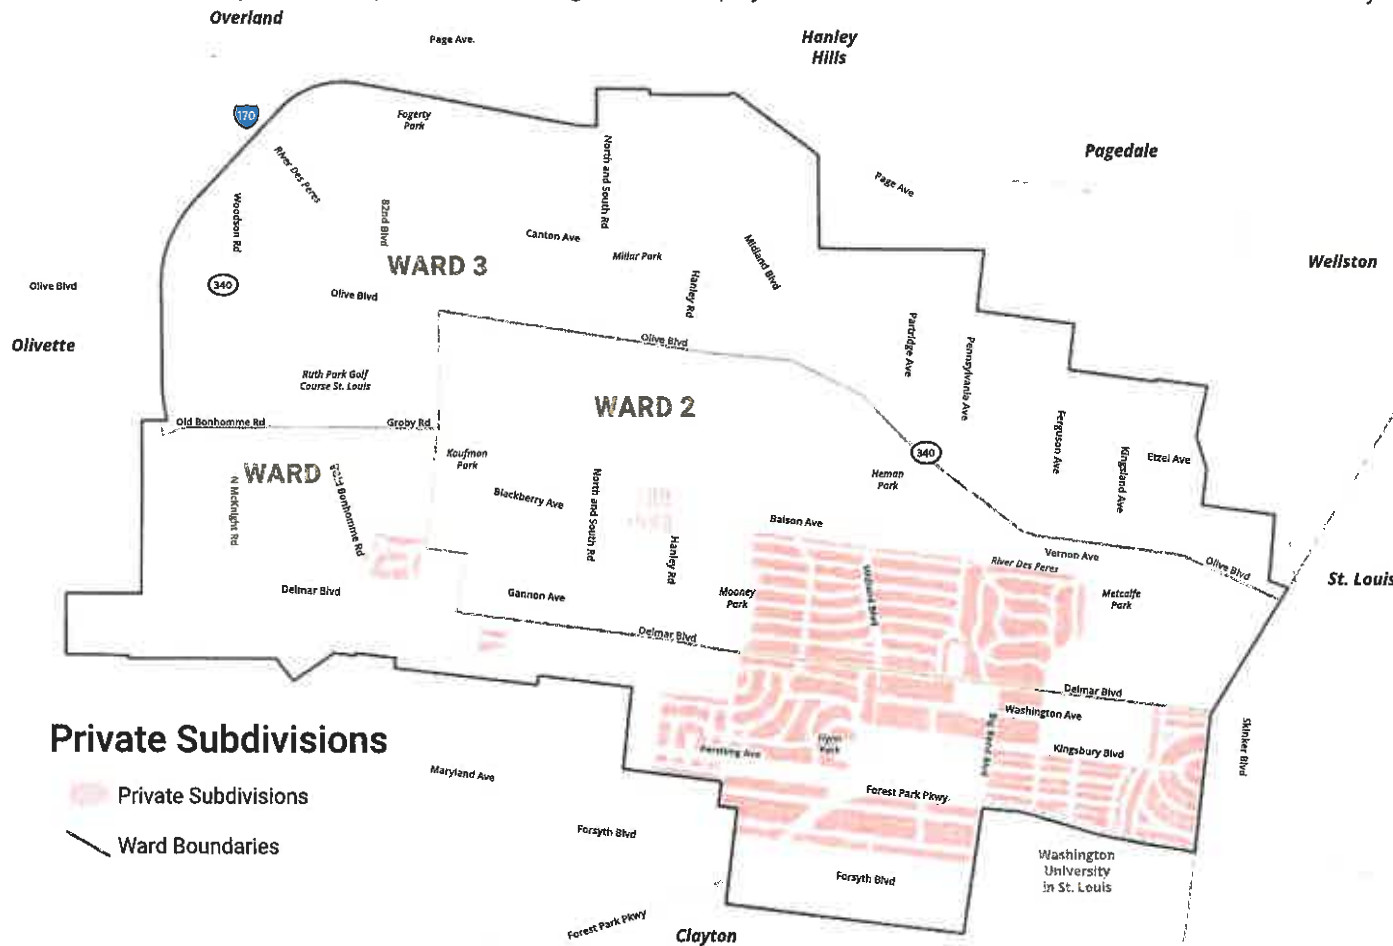 Overland
Page Ave.
Hanley
Hills
170
Fogerty
Park
Pagedale
River Des Peres
North and South Rd
Page Ave
Woodson Rd
82nd Blvd
Canton Ave
Millar Park
Midland Blvd
WARD 3
Wellston
Olive Blvd
340
Olive Blvd
Hanley Rd
Olivette
Olive Blvd
Partridge Ave
Pennsylvania Ave
Ruth Park Golf
Course St. Louis
WARD 2
Old Bonhomme Rd
Groby Rd
Ferguson Ave
Kingsland Ave
Etzel Ave
340
Kaufman
Park
WARD
Heman
Park
N McKnight Rd
Old Bonhomme Rd
Blackberry Ave
North and South Rd
Balson Ave
Hanley Rd
Vernon Ave
River Des Peres
Olive Blvd
St. Louis
Delmar Blvd
Gannon Ave
Mooney
Park
Midland Blvd
Metcalfe
Park
Delmar Blvd
Delmar Blvd
Washington Ave
Private Subdivisions
Pershing Ave
Flynn
Park
Big Bend Blvd
Kingsbury Blvd
Skinker Blvd
Maryland Ave
Private Subdivisions
Forest Park Pkwy
Forsyth Blvd
Ward Boundaries
Washington
University
in St. Louis
Forsyth Blvd
Forest Park Pkwy
Clayton